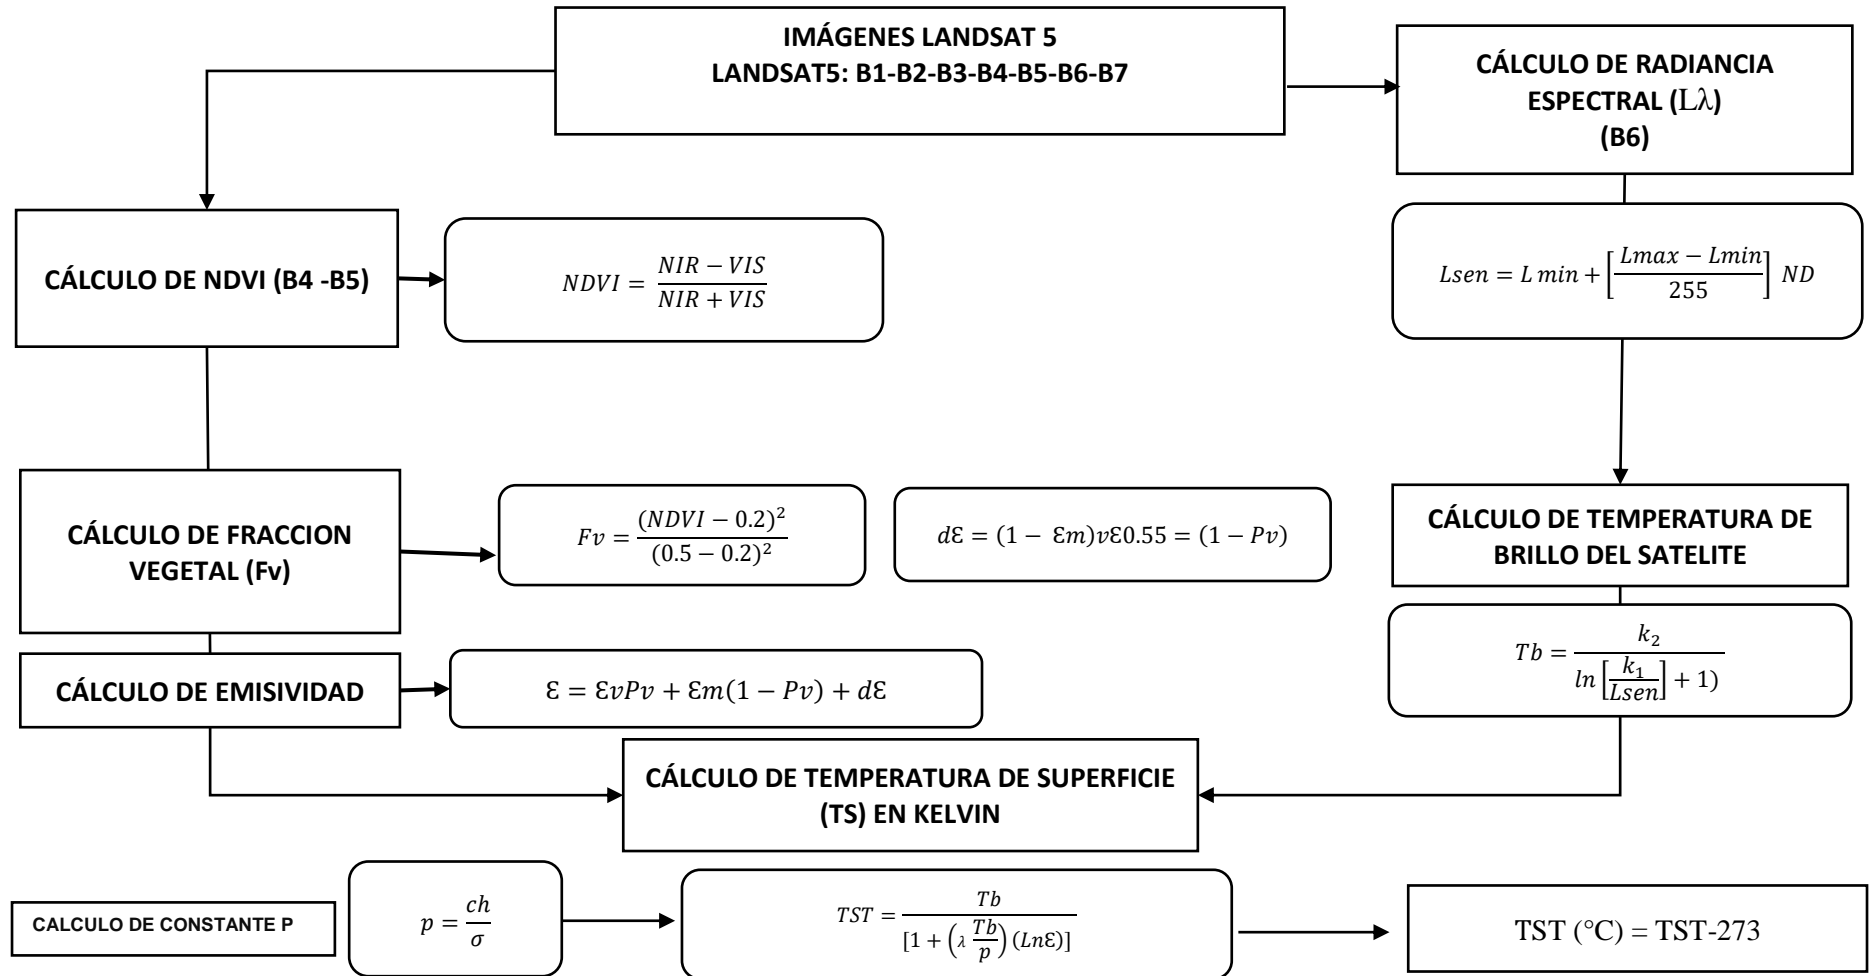 IMÁGENES LANDSAT 5
LANDSAT5: B1-B2-B3-B4-B5-B6-B7
CÁLCULO DE RADIANCIA
ESPECTRAL (Lλ)
(B6)
CÁLCULO DE NDVI (B4 -B5)
NDVI = (NIR − VIS) / (NIR + VIS)
Lsen = L min + [(Lmax − Lmin) / 255] ND
CÁLCULO DE FRACCION
VEGETAL (Fv)
Fv = (NDVI − 0.2)² / (0.5 − 0.2)²
dƐ = (1 − Ɛm)vƐ0.55 = (1 − Pv)
CÁLCULO DE TEMPERATURA DE
BRILLO DEL SATELITE
Tb = k₂ / ln [k₁ / Lsen] + 1)
CÁLCULO DE EMISIVIDAD
Ɛ = ƐvPv + Ɛm(1 − Pv) + dƐ
CÁLCULO DE TEMPERATURA DE SUPERFICIE
(TS) EN KELVIN
CALCULO DE CONSTANTE P
p = ch / σ
TST = Tb / [1 + (λ Tb / p) (LnƐ)]
TST (°C) = TST-273